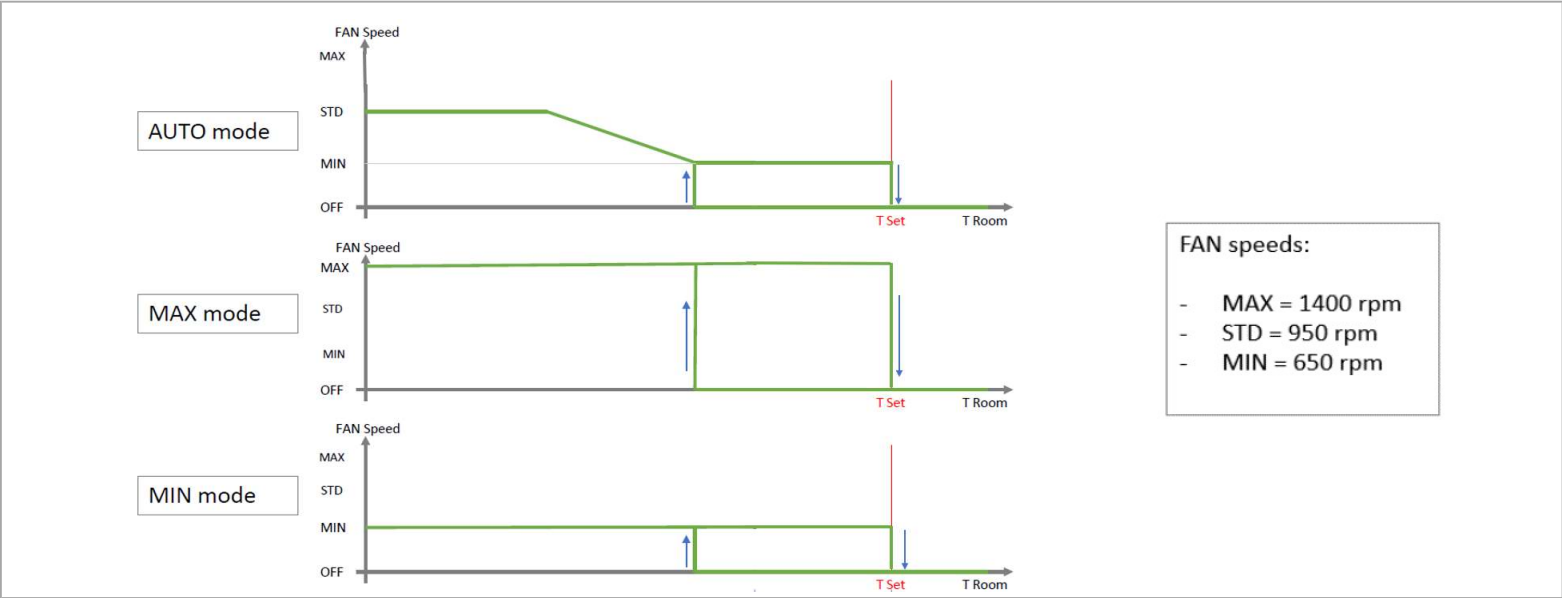 FAN Speed
MAX
STD
MIN
OFF
AUTO mode
T Set
T Room
FAN Speed
MAX
STD
MIN
OFF
MAX mode
T Set
T Room
FAN Speed
MAX
STD
MIN
OFF
MIN mode
T Set
T Room
FAN speeds:
- MAX = 1400 rpm
- STD = 950 rpm
- MIN = 650 rpm